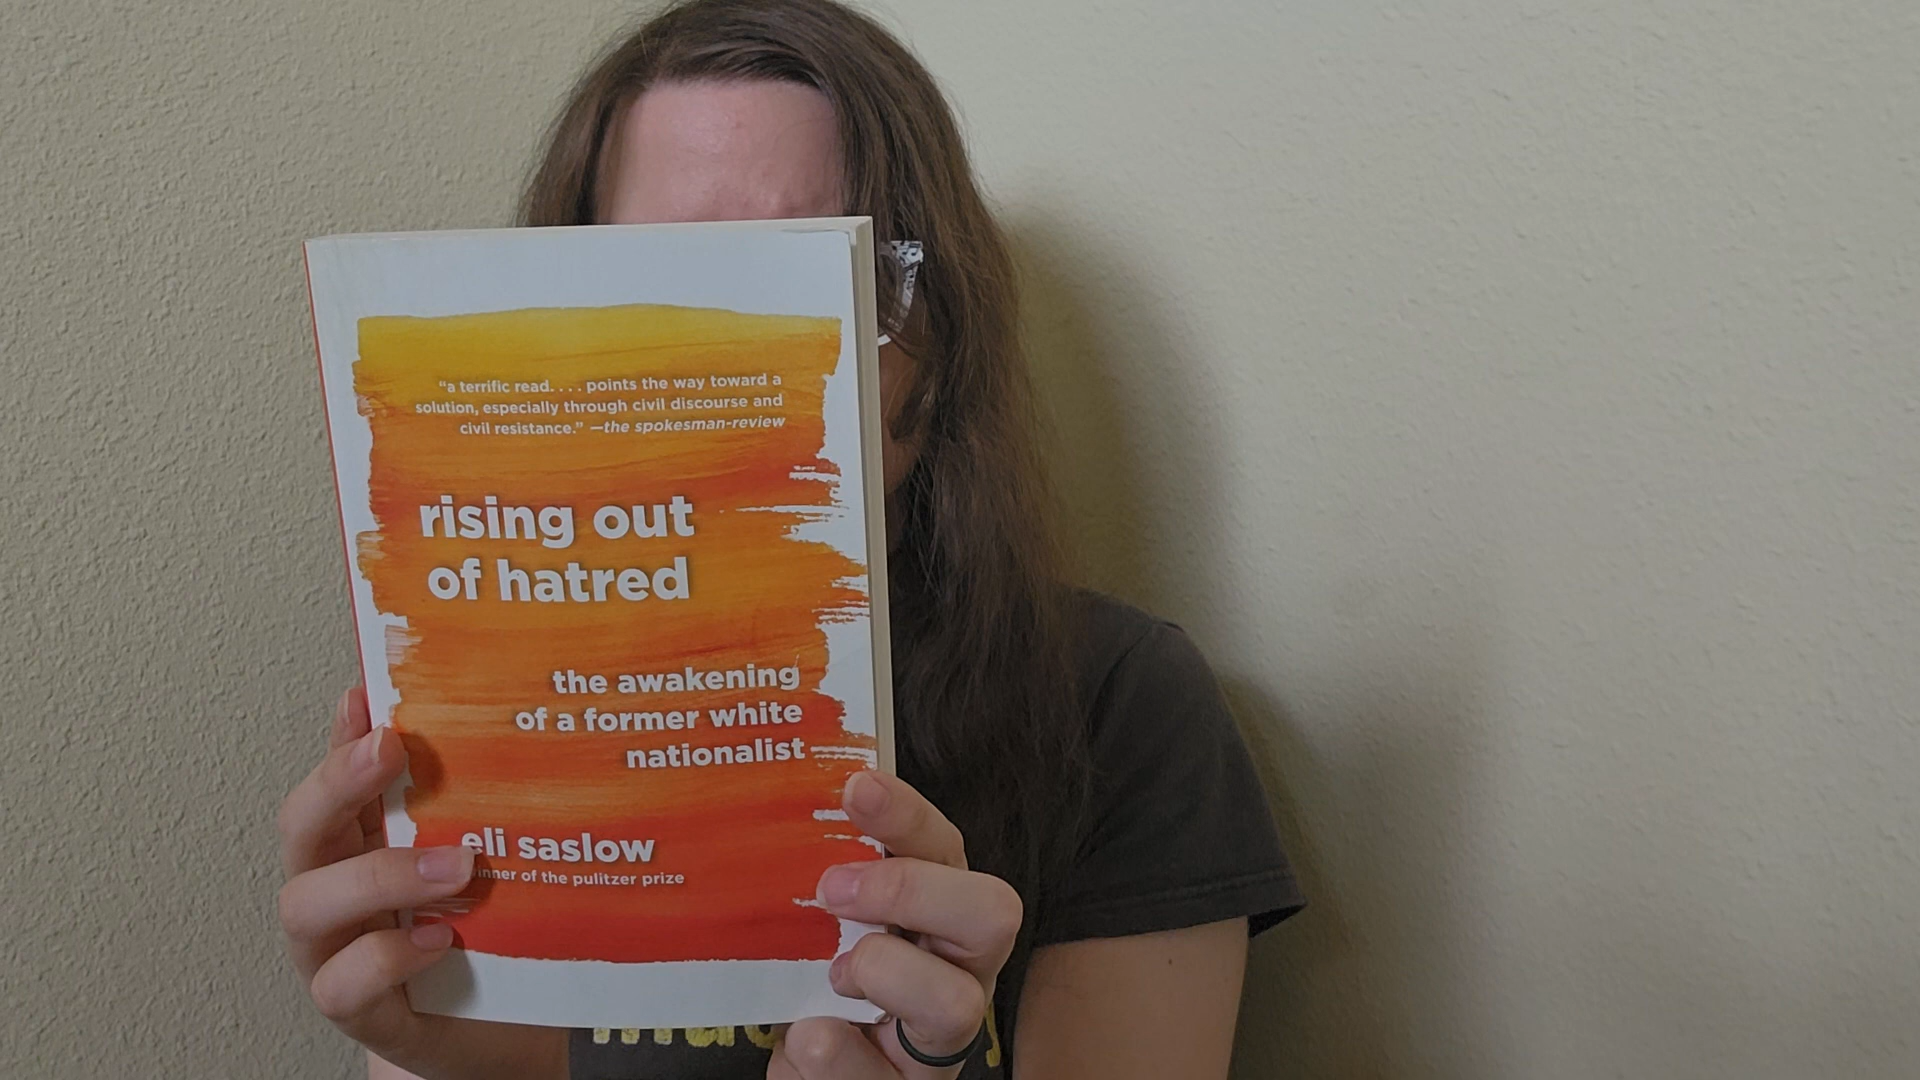 “a terrific read. . . . points the way toward a
solution, especially through civil discourse and
civil resistance.” —the spokesman-review
rising out
of hatred
the awakening
of a former white
nationalist
eli saslow
winner of the pulitzer prize